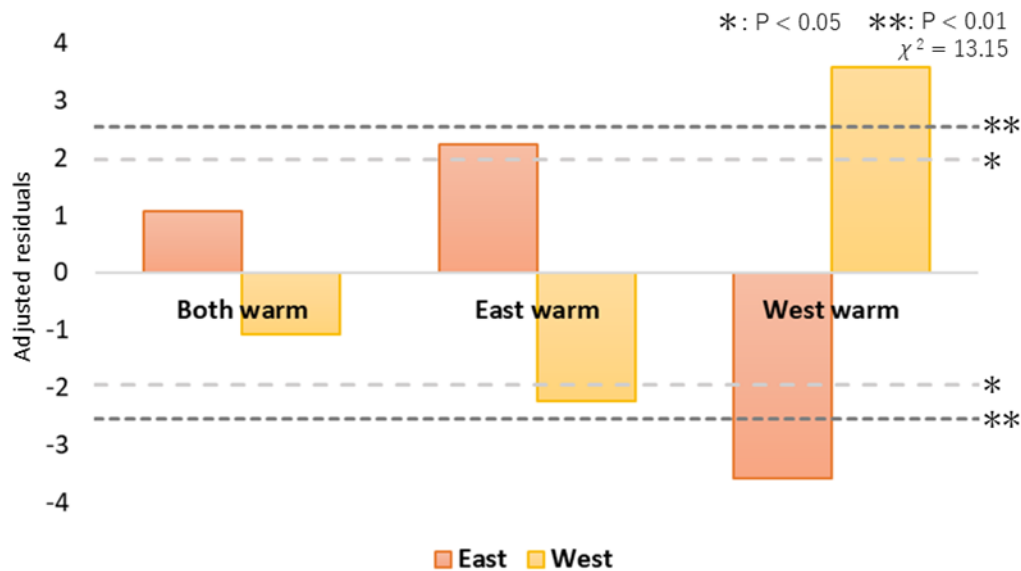 *: P < 0.05 **: P < 0.01
χ² = 13.15
Adjusted residuals
4
3
2
1
0
-1
-2
-3
-4
**
*
*
**
Both warm East warm West warm
East West